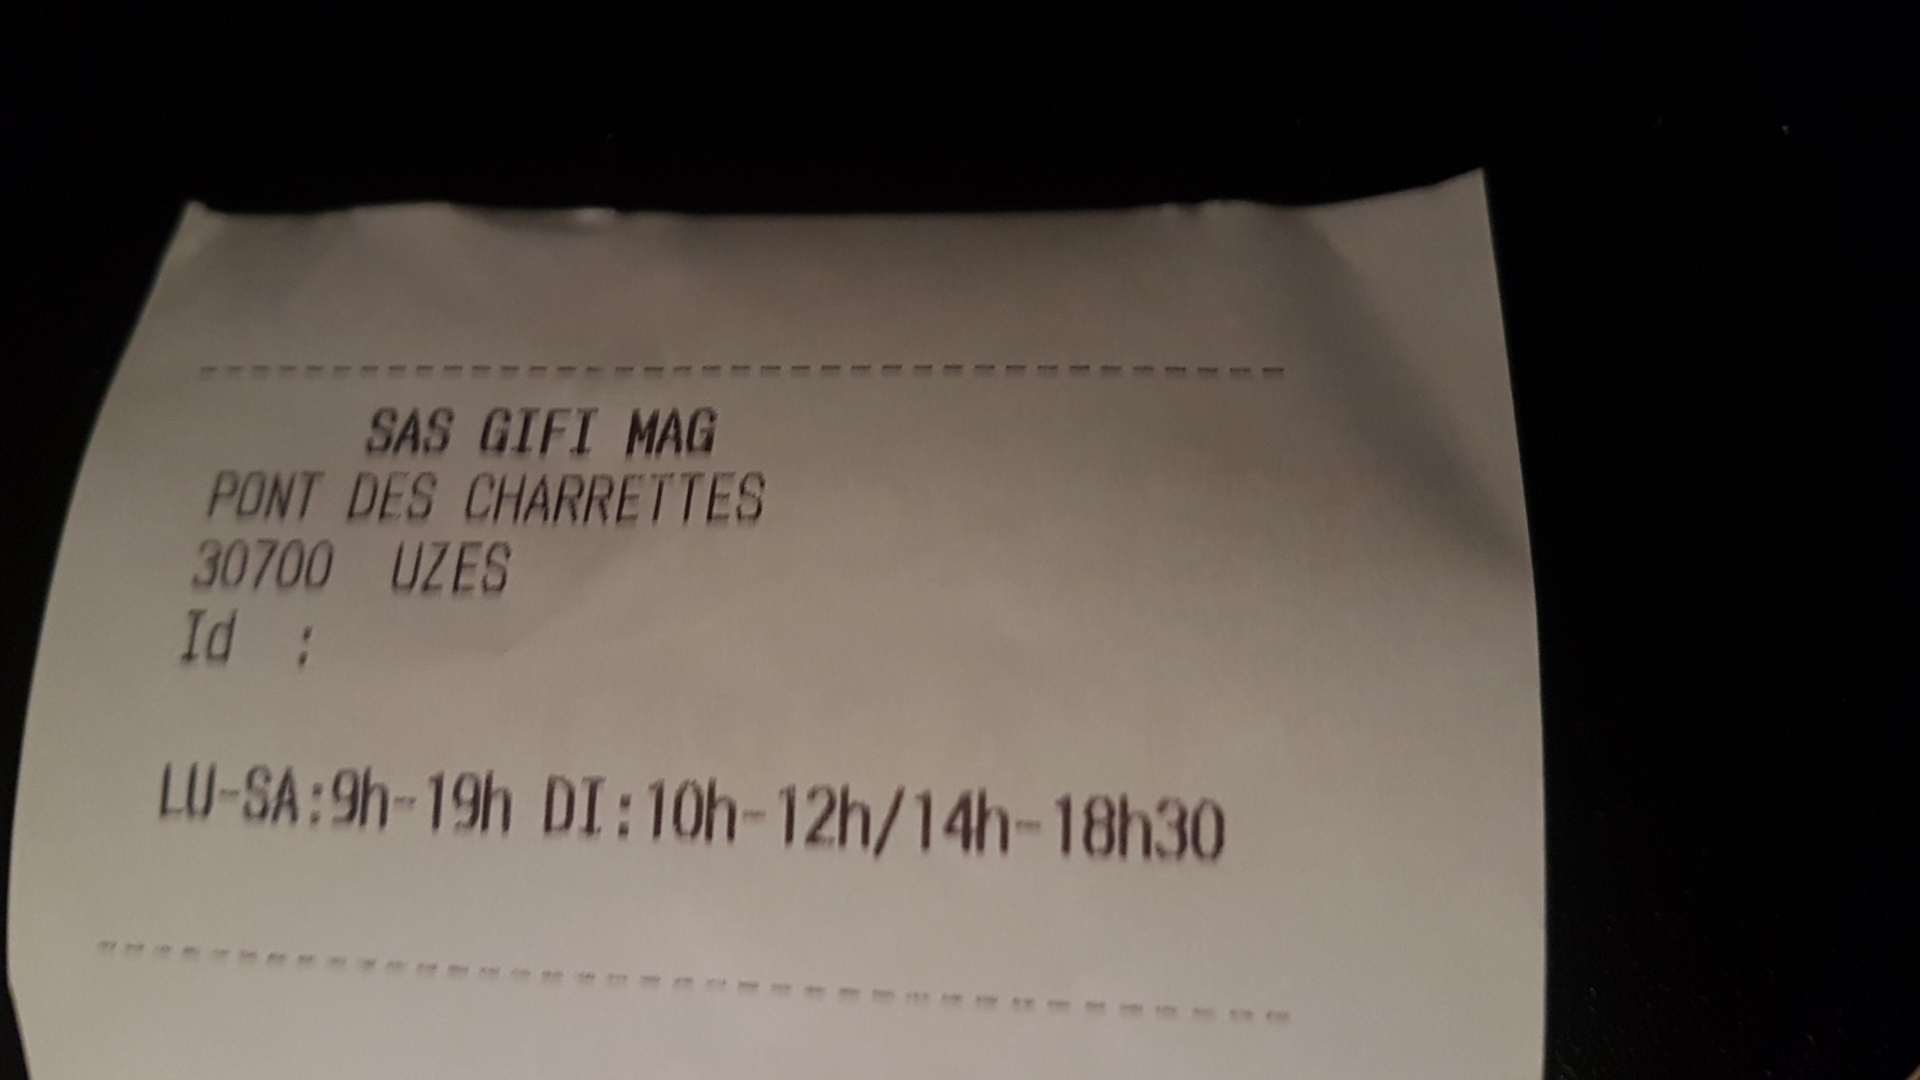 SAS GIFI MAG
PONT DES CHARRETTES
30700 UZES
Id :
LU-SA:9h-19h DI:10h-12h/14h-18h30